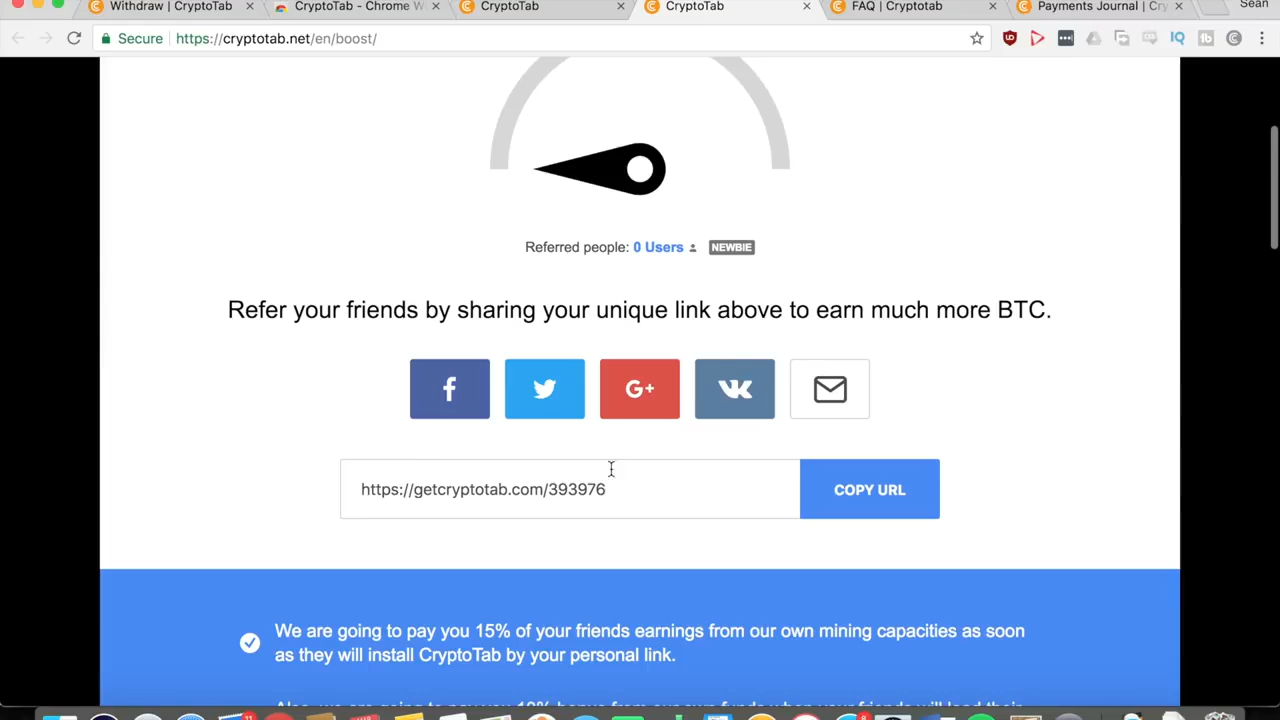 Withdraw | CryptoTab
CryptoTab - Chrome W
CryptoTab
CryptoTab
FAQ | Cryptotab
Payments Journal | Cry
Sean
Secure
https://cryptotab.net/en/boost/
Referred people: 0 Users NEWBIE
Refer your friends by sharing your unique link above to earn much more BTC.
f
G+
https://getcryptotab.com/393976
COPY URL
We are going to pay you 15% of your friends earnings from our own mining capacities as soon
as they will install CryptoTab by your personal link.